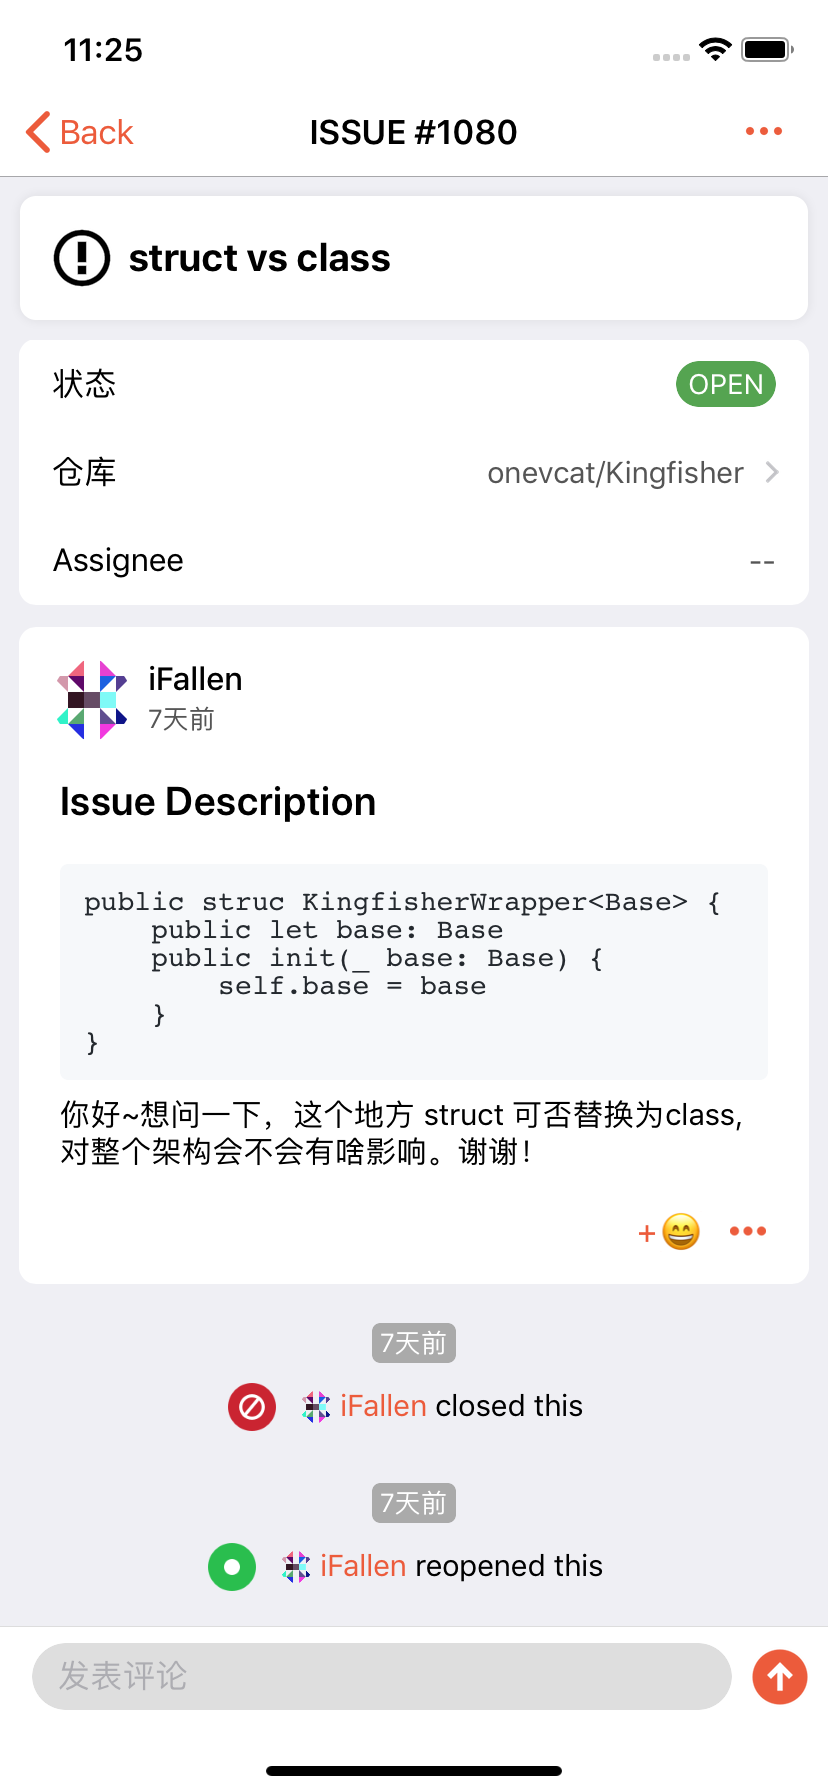 11:25
Back
ISSUE #1080
struct vs class
状态
OPEN
仓库
onevcat/Kingfisher
Assignee
--
iFallen
7天前
Issue Description
public struc KingfisherWrapper<Base> {
    public let base: Base
    public init(_ base: Base) {
        self.base = base
    }
}
你好~想问一下，这个地方 struct 可否替换为class,
对整个架构会不会有啥影响。谢谢！
+😄
7天前
iFallen closed this
7天前
iFallen reopened this
发表评论